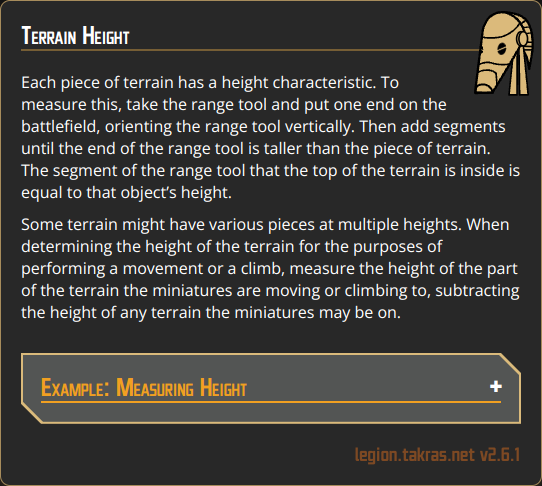 Terrain Height
Each piece of terrain has a height characteristic. To
measure this, take the range tool and put one end on the
battlefield, orienting the range tool vertically. Then add segments
until the end of the range tool is taller than the piece of terrain.
The segment of the range tool that the top of the terrain is inside is
equal to that object’s height.
Some terrain might have various pieces at multiple heights. When
determining the height of the terrain for the purposes of
performing a movement or a climb, measure the height of the part
of the terrain the miniatures are moving or climbing to, subtracting
the height of any terrain the miniatures may be on.
Example: Measuring Height +
legion.takras.net v2.6.1